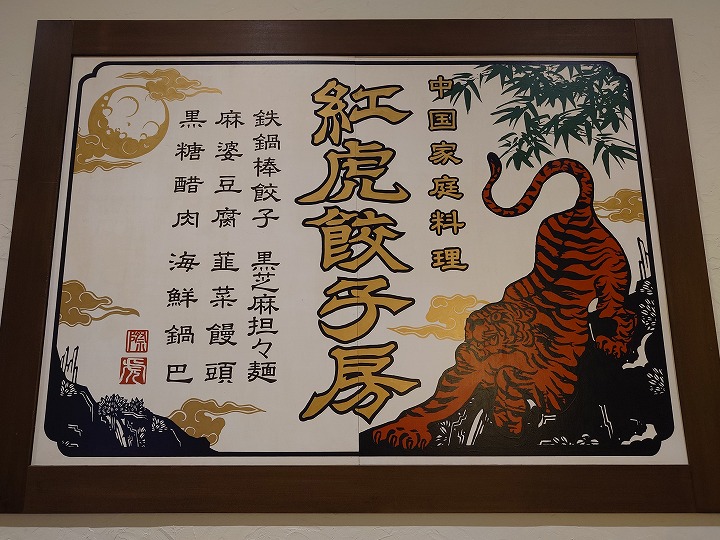 中国家庭料理
紅虎餃子房
鉄鍋棒餃子 黒芝麻担々麺
麻婆豆腐 韮菜饅頭
黒糖醋肉 海鮮鍋巴